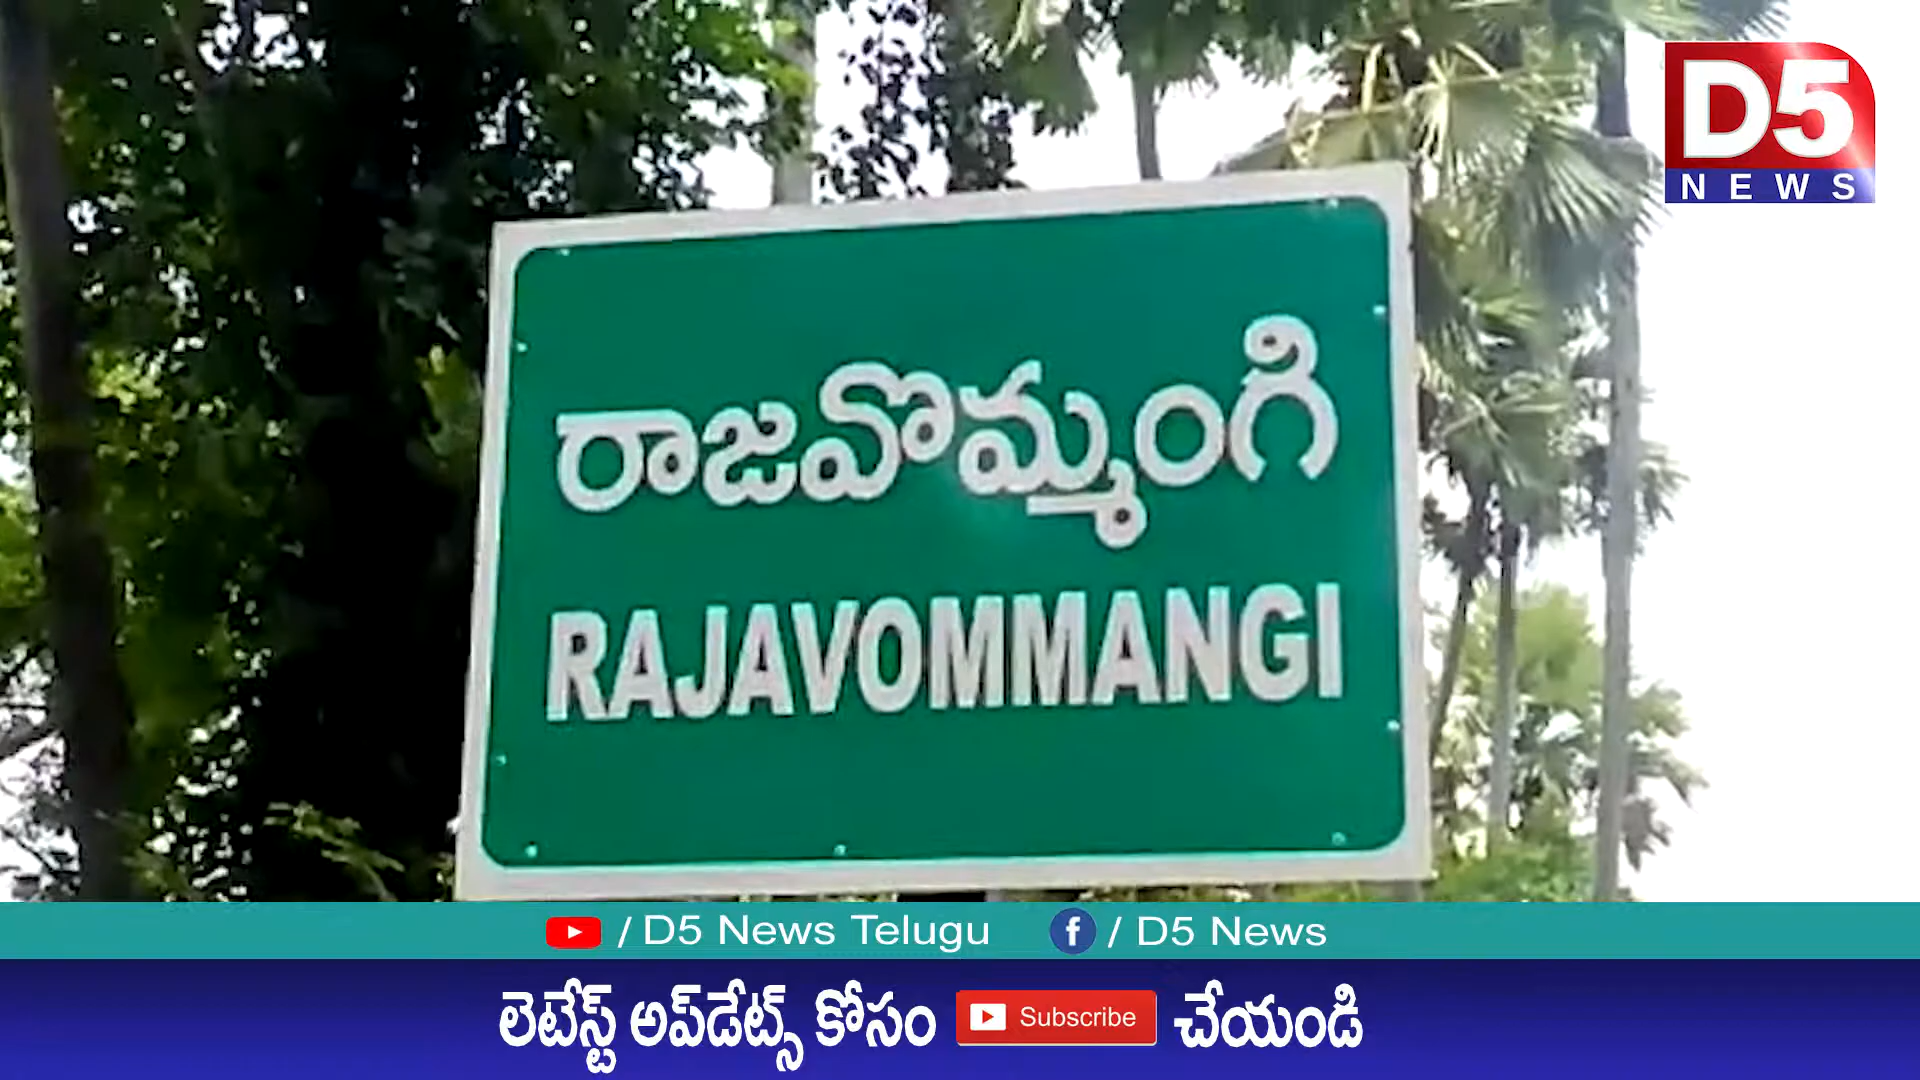 D5
NEWS
రాజవొమ్మంగి
RAJAVOMMANGI
/ D5 News Telugu f / D5 News
లెటేస్ట్ అప్‌డేట్స్ కోసం Subscribe చేయండి